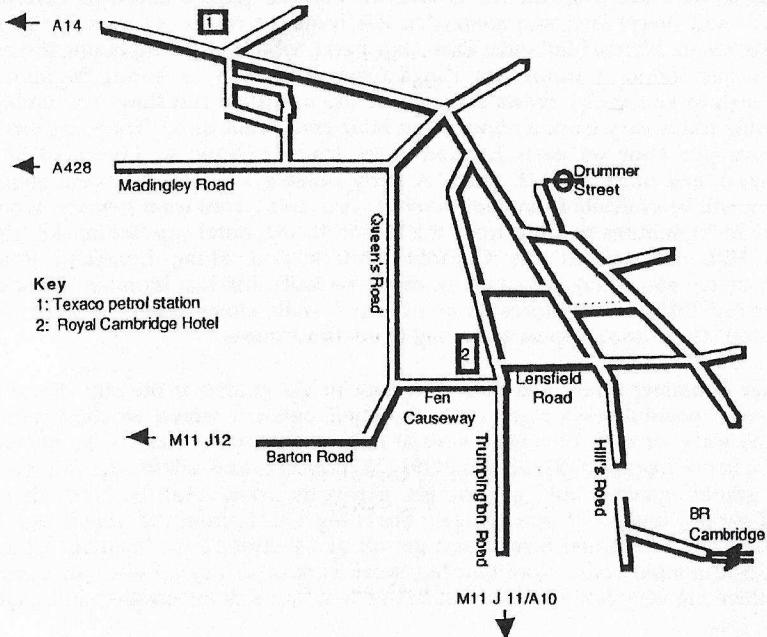 1
A14
A428
Madingley Road
Drummer
Street
Queen's Road
Key
1: Texaco petrol station
2: Royal Cambridge Hotel
2
Lensfield
Road
Fen
Causeway
M11 J12
Barton Road
Trumpington Road
Hill's Road
BR
Cambridge
M11 J 11/A10